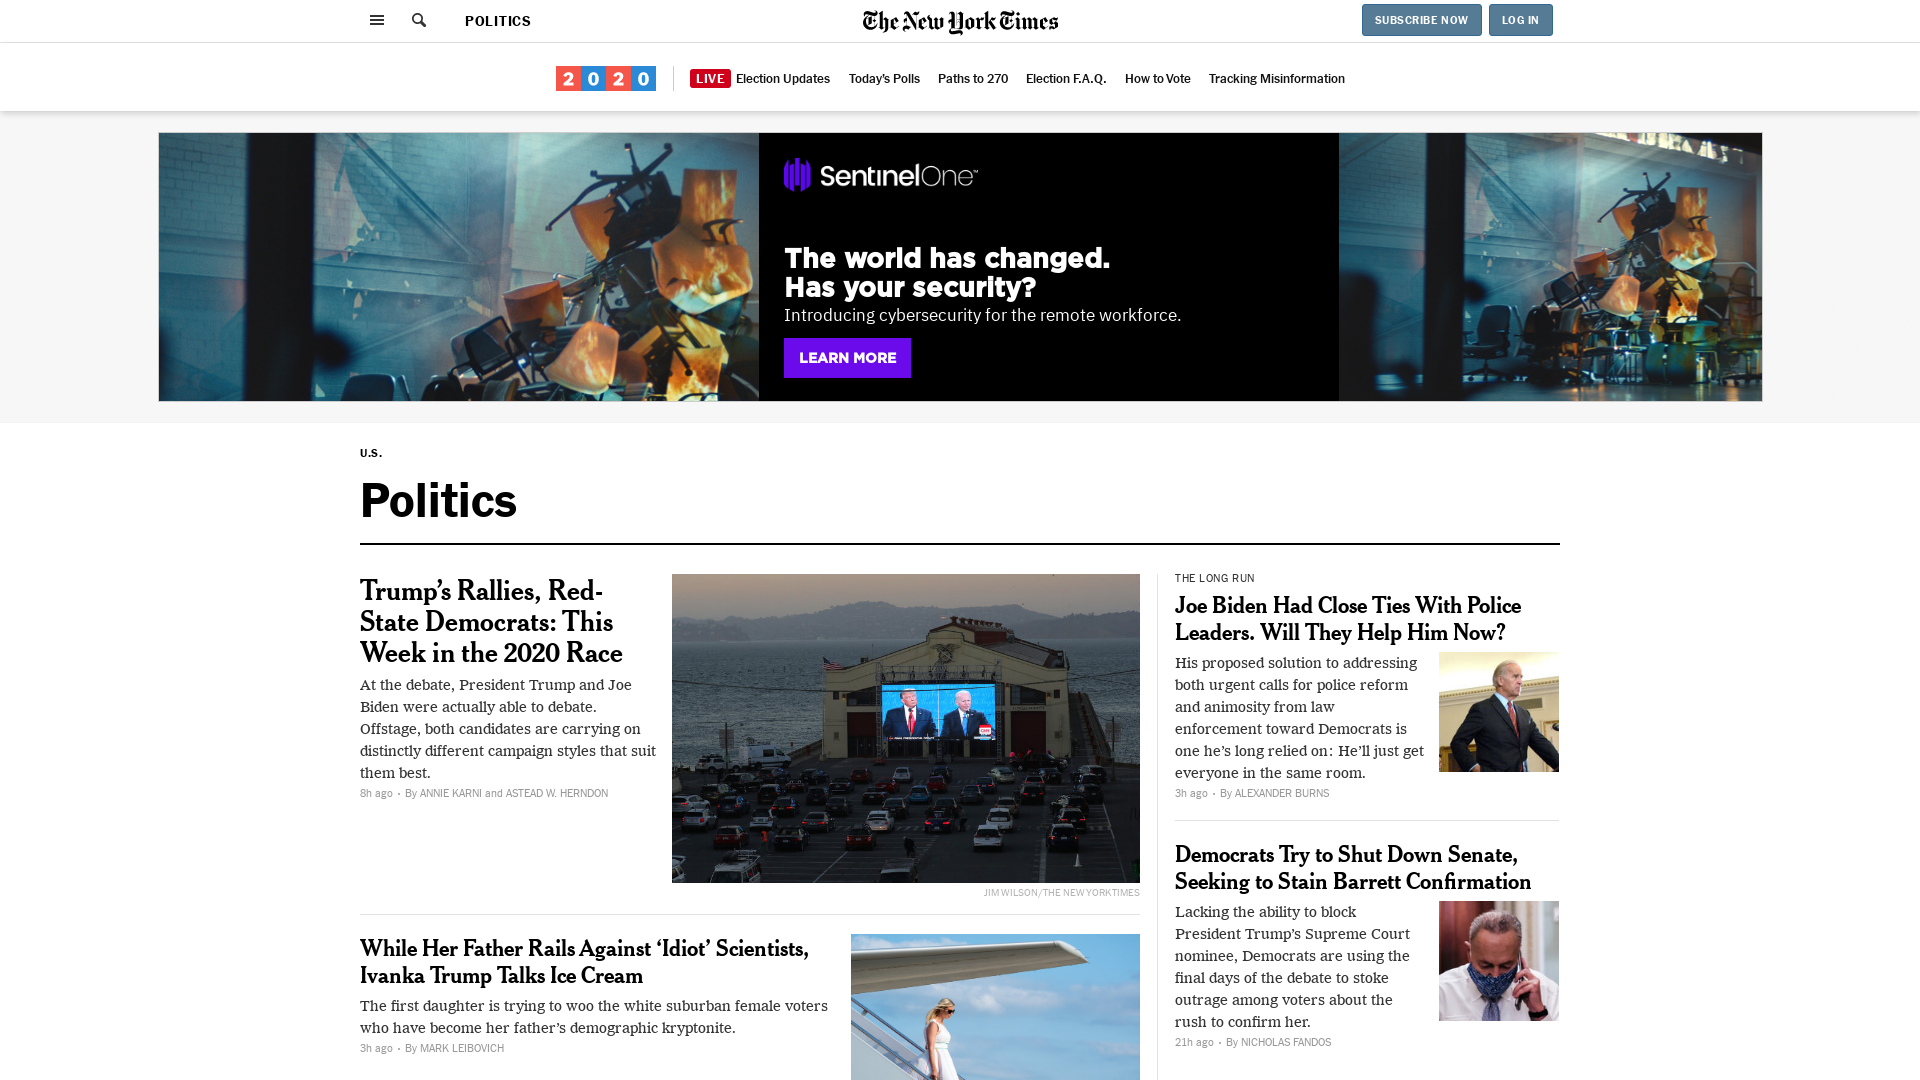 POLITICS
The New York Times
SUBSCRIBE NOW
LOG IN
2020
LIVE
Election Updates
Today's Polls
Paths to 270
Election F.A.Q.
How to Vote
Tracking Misinformation
SentinelOne™
The world has changed.
Has your security?
Introducing cybersecurity for the remote workforce.
LEARN MORE
U.S.
Politics
Trump's Rallies, Red-
State Democrats: This
Week in the 2020 Race
At the debate, President Trump and Joe
Biden were actually able to debate.
Offstage, both candidates are carrying on
distinctly different campaign styles that suit
them best.
8h ago • By ANNIE KARNI and ASTEAD W. HERNDON
JIM WILSON/THE NEW YORK TIMES
While Her Father Rails Against ‘Idiot’ Scientists,
Ivanka Trump Talks Ice Cream
The first daughter is trying to woo the white suburban female voters
who have become her father’s demographic kryptonite.
3h ago • By MARK LEIBOVICH
THE LONG RUN
Joe Biden Had Close Ties With Police
Leaders. Will They Help Him Now?
His proposed solution to addressing
both urgent calls for police reform
and animosity from law
enforcement toward Democrats is
one he’s long relied on: He’ll just get
everyone in the same room.
3h ago • By ALEXANDER BURNS
Democrats Try to Shut Down Senate,
Seeking to Stain Barrett Confirmation
Lacking the ability to block
President Trump’s Supreme Court
nominee, Democrats are using the
final days of the debate to stoke
outrage among voters about the
rush to confirm her.
21h ago • By NICHOLAS FANDOS